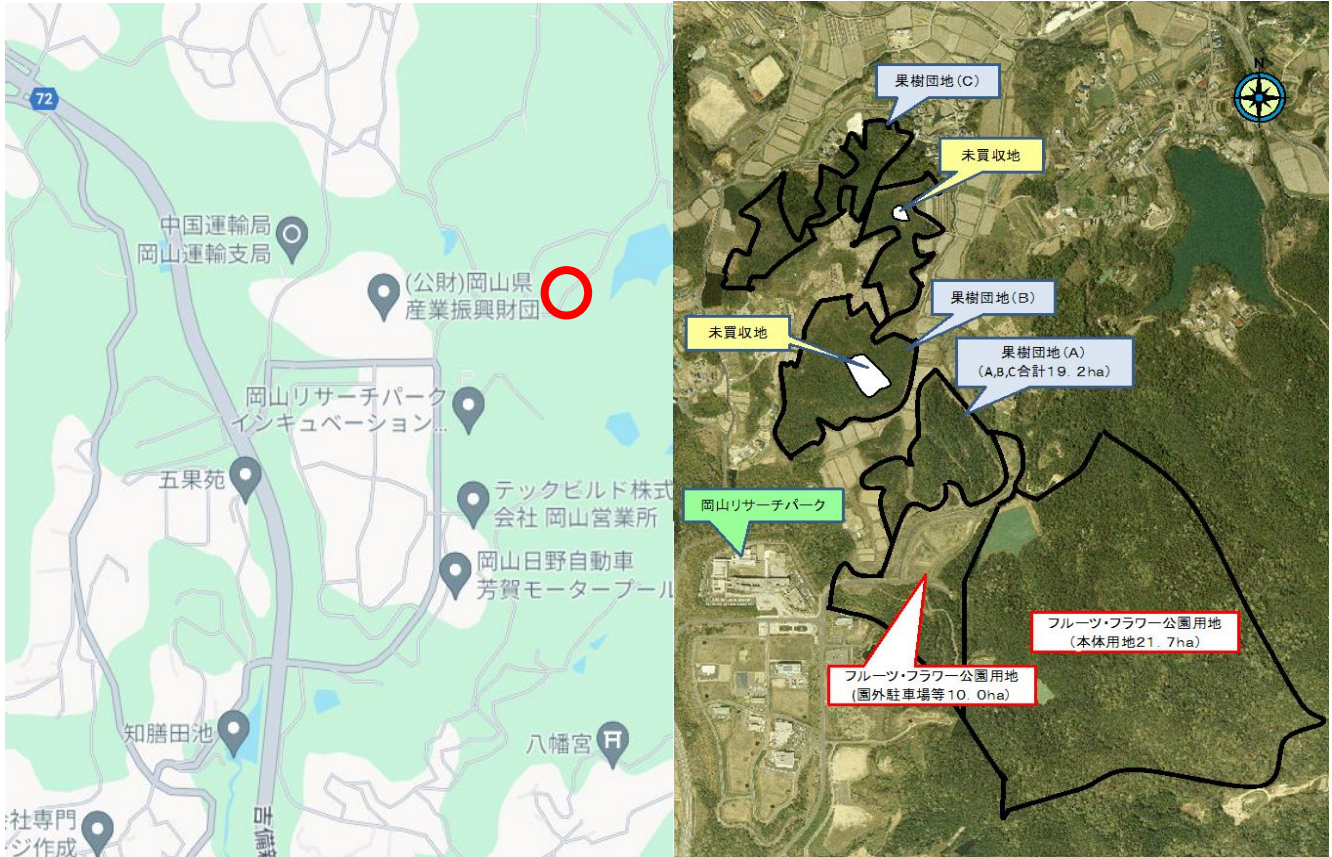 72
中国運輸局
岡山運輸支局
(公財)岡山県
産業振興財団
岡山リサーチパーク
インキュベーション...
五果苑
テックビルド株式
会社 岡山営業所
岡山日野自動車
芳賀モータープール
知膳田池
八幡宮
社専門
ージ作成
吉備新
N
果樹団地(C)
未買収地
果樹団地(B)
未買収地
果樹団地(A)
(A,B,C合計19.2ha)
岡山リサーチパーク
フルーツ・フラワー公園用地
(本体用地21.7ha)
フルーツ・フラワー公園用地
(園外駐車場等10.0ha)